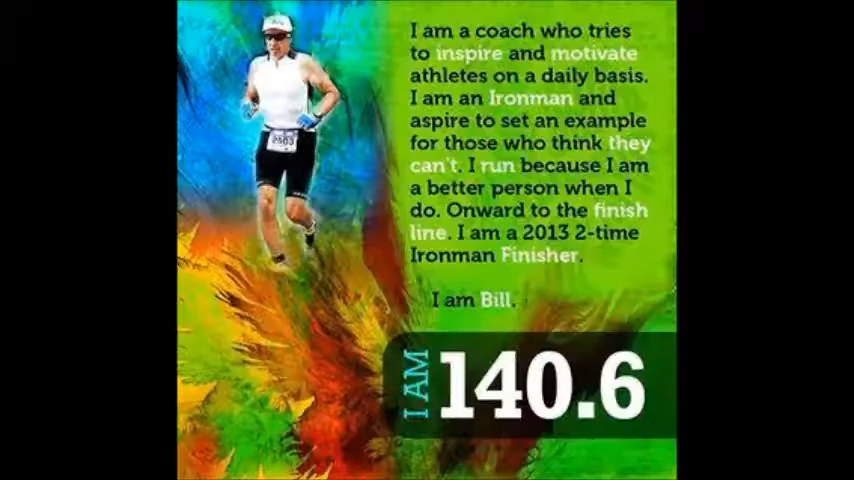 I am a coach who tries
to inspire and motivate
athletes on a daily basis.
I am an Ironman and
aspire to set an example
for those who think they
can't. I run because I am
a better person when I
do. Onward to the finish
line. I am a 2013 2-time
Ironman Finisher.
I am Bill.
I AM 140.6